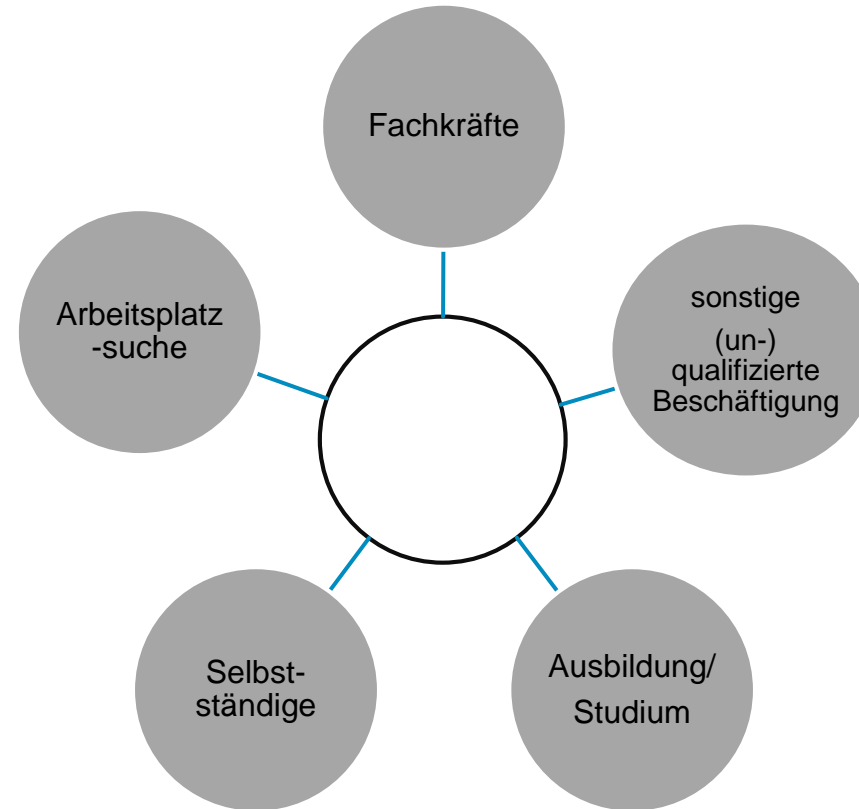 Fachkräfte
sonstige
(un-)
qualifizierte
Beschäftigung
Ausbildung/
Studium
Selbst-
ständige
Arbeitsplatz
-suche